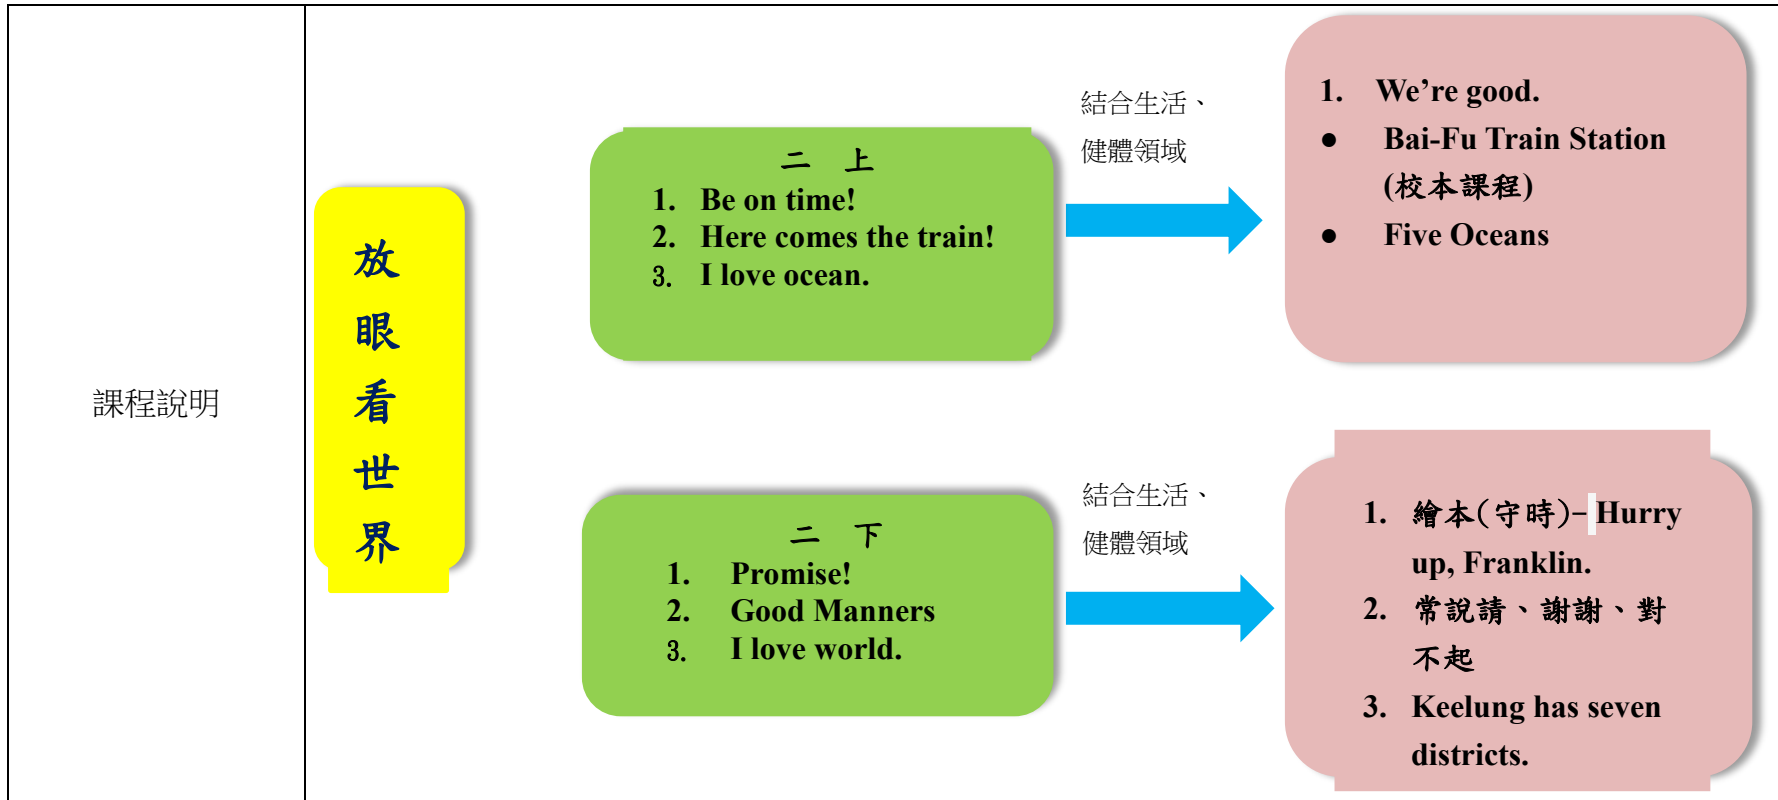 課程說明
放
眼
看
世
界
二 上
1. Be on time!
2. Here comes the train!
3. I love ocean.
結合生活、
健體領域
1. We’re good.
● Bai-Fu Train Station
(校本課程)
● Five Oceans
二 下
1. Promise!
2. Good Manners
3. I love world.
結合生活、
健體領域
1. 繪本(守時)- Hurry
up, Franklin.
2. 常說請、謝謝、對
不起
3. Keelung has seven
districts.